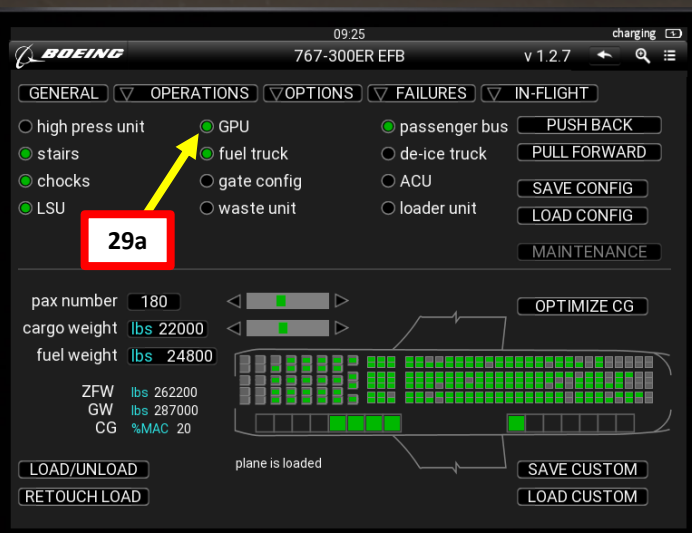 09:25 charging
BOEING 767-300ER EFB v 1.2.7
GENERAL OPERATIONS OPTIONS FAILURES IN-FLIGHT
high press unit GPU passenger bus PUSH BACK
stairs fuel truck de-ice truck PULL FORWARD
chocks gate config ACU SAVE CONFIG
LSU waste unit loader unit LOAD CONFIG
29a
MAINTENANCE
pax number 180 OPTIMIZE CG
cargo weight lbs 22000
fuel weight lbs 24800
ZFW lbs 262200
GW lbs 287000
CG %MAC 20
LOAD/UNLOAD plane is loaded SAVE CUSTOM
RETOUCH LOAD LOAD CUSTOM